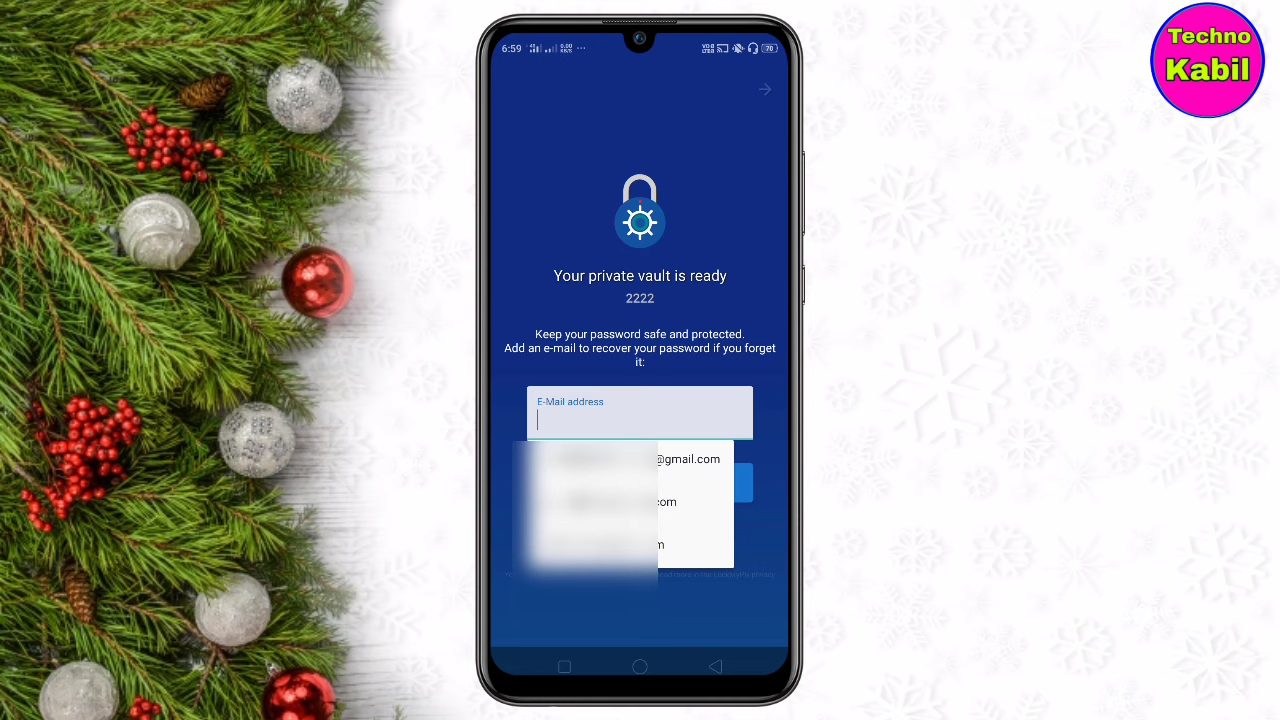 Techno
Kabil
6:59
70
Your private vault is ready
2222
Keep your password safe and protected.
Add an e-mail to recover your password if you forget
it:
E-Mail address
@gmail.com
com
m